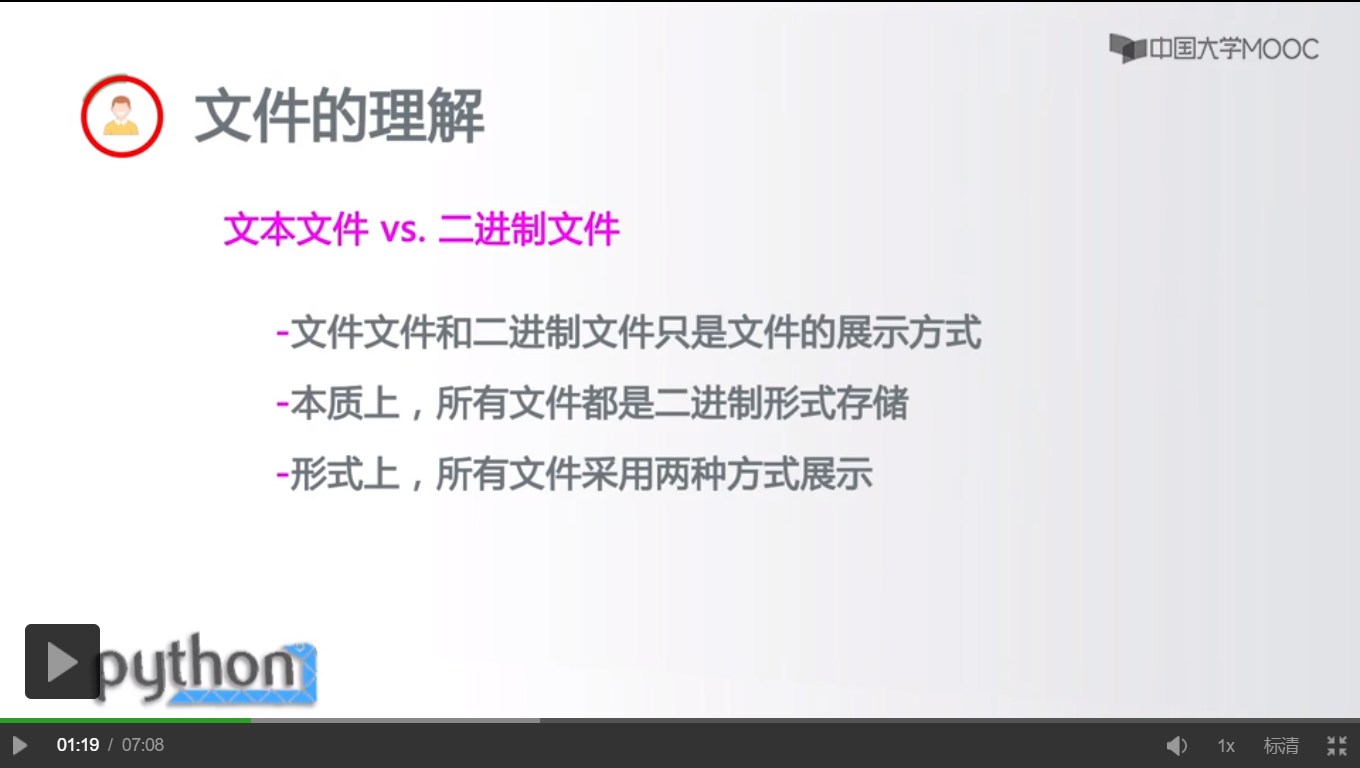 中国大学MOOC
文件的理解
文本文件 vs. 二进制文件
-文件文件和二进制文件只是文件的展示方式
-本质上，所有文件都是二进制形式存储
-形式上，所有文件采用两种方式展示
python
01:19 / 07:08 1x 标清